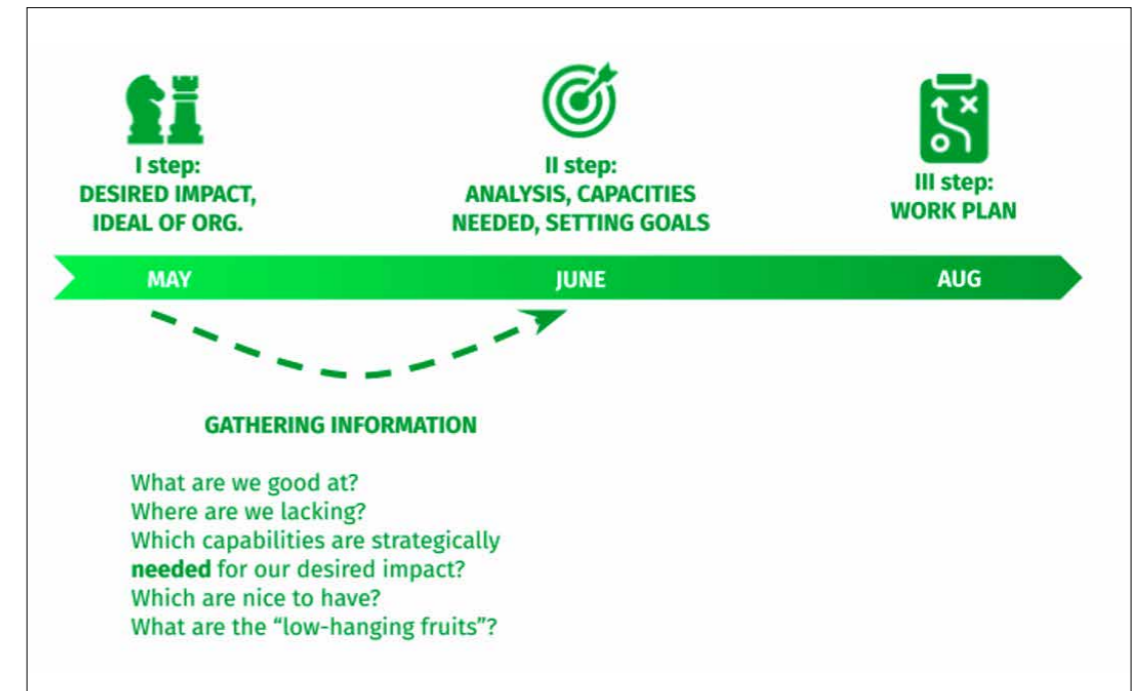 I step:
DESIRED IMPACT,
IDEAL OF ORG.
II step:
ANALYSIS, CAPACITIES
NEEDED, SETTING GOALS
III step:
WORK PLAN
MAY
JUNE
AUG
GATHERING INFORMATION
What are we good at?
Where are we lacking?
Which capabilities are strategically
needed for our desired impact?
Which are nice to have?
What are the “low-hanging fruits”?